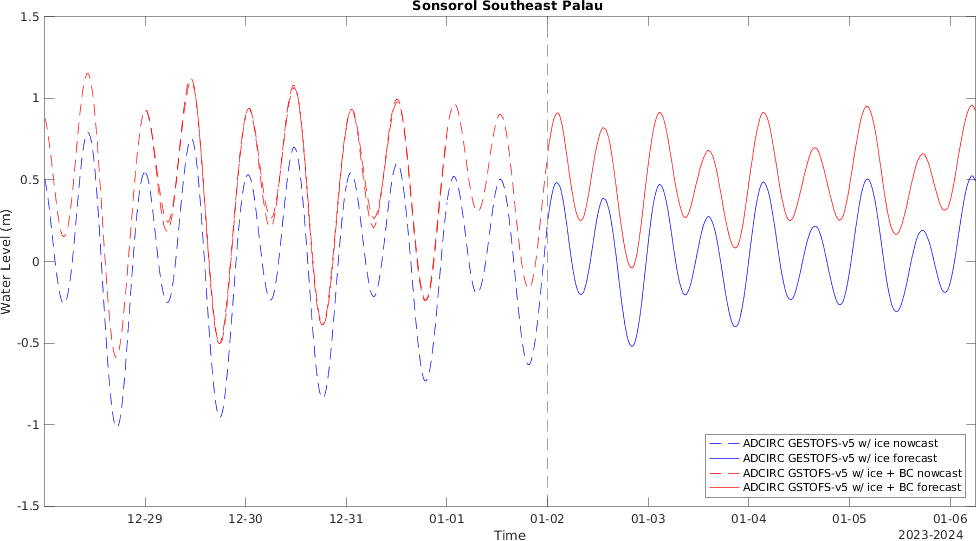 Sonsorol Southeast Palau
Water Level (m)
1.5
1
0.5
0
-0.5
-1
-1.5
12-29
12-30
12-31
01-01
01-02
01-03
01-04
01-05
01-06
Time
2023-2024
ADCIRC GESTOFS-v5 w/ ice nowcast
ADCIRC GESTOFS-v5 w/ ice forecast
ADCIRC GSTOFS-v5 w/ ice + BC nowcast
ADCIRC GSTOFS-v5 w/ ice + BC forecast